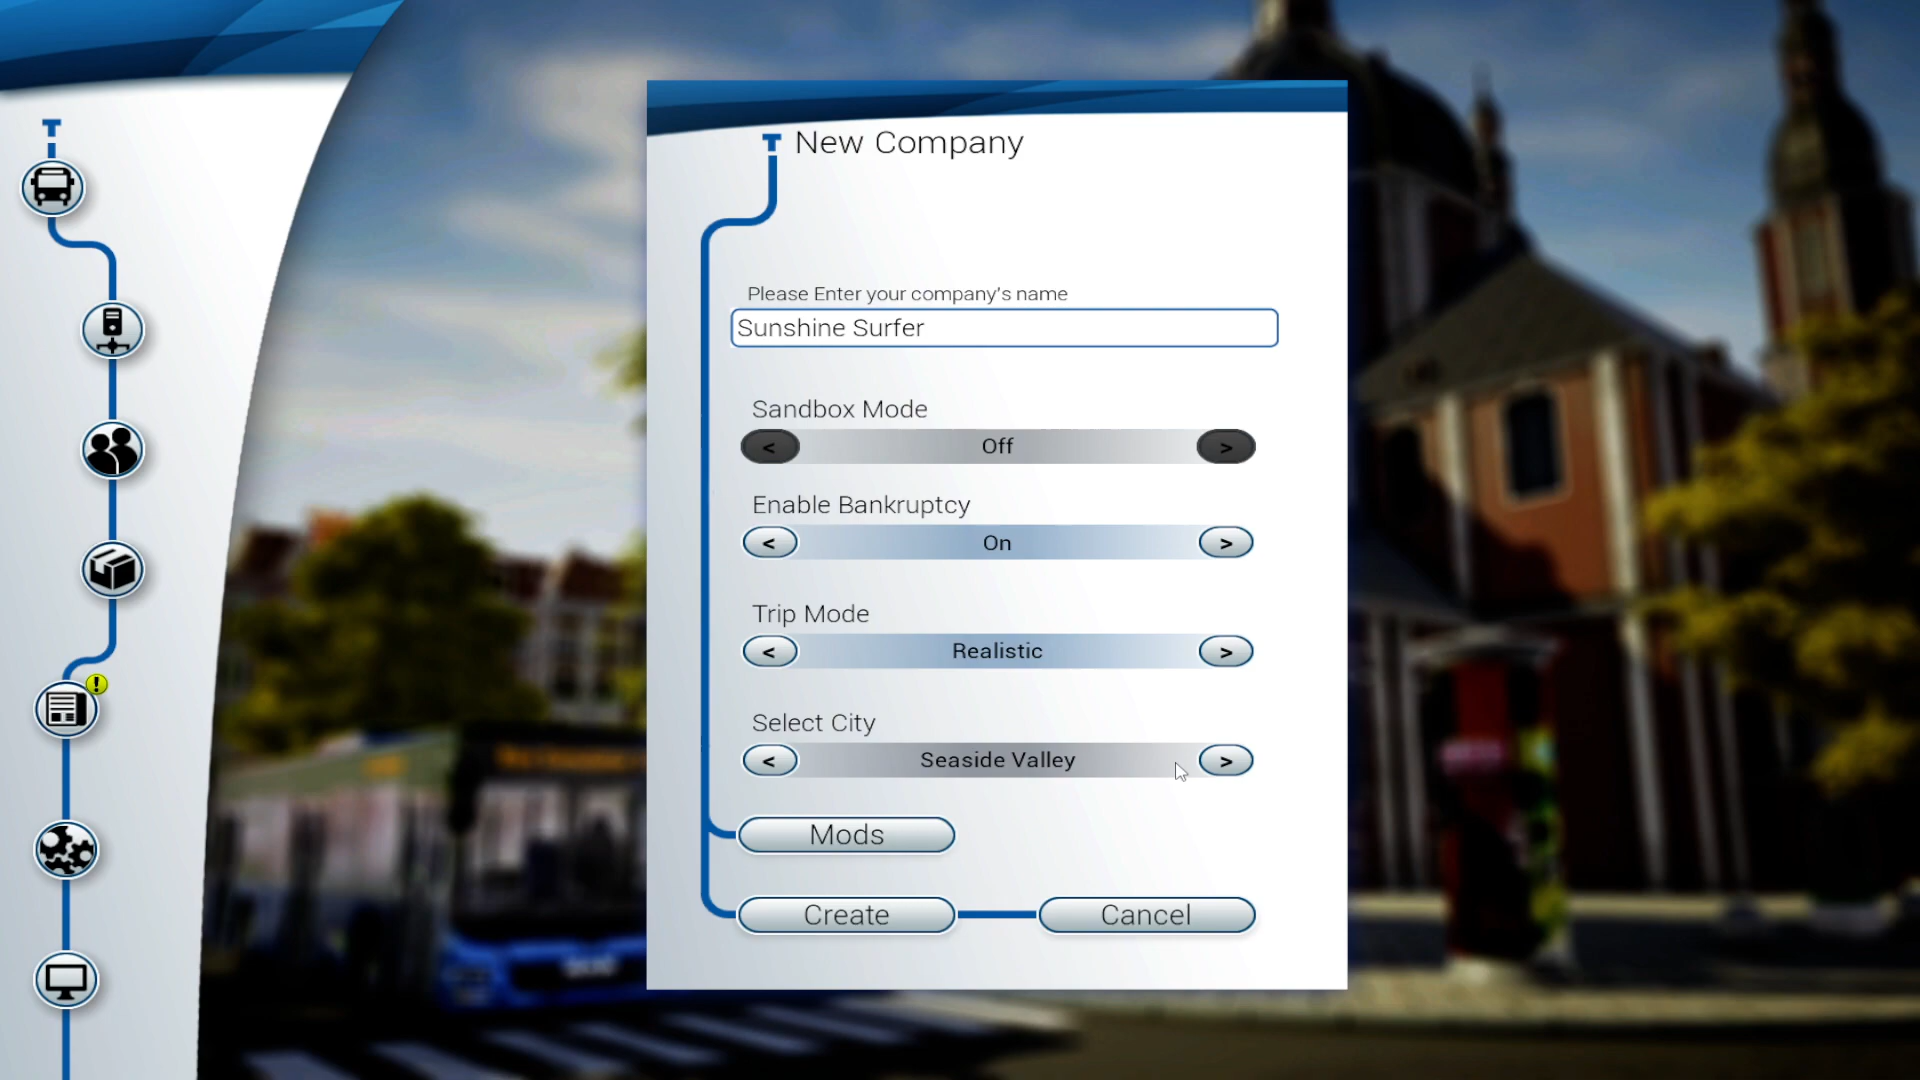 New Company
Please Enter your company's name
Sunshine Surfer
Sandbox Mode
< Off >
Enable Bankruptcy
< On >
Trip Mode
< Realistic >
Select City
< Seaside Valley >
Mods
Create
Cancel